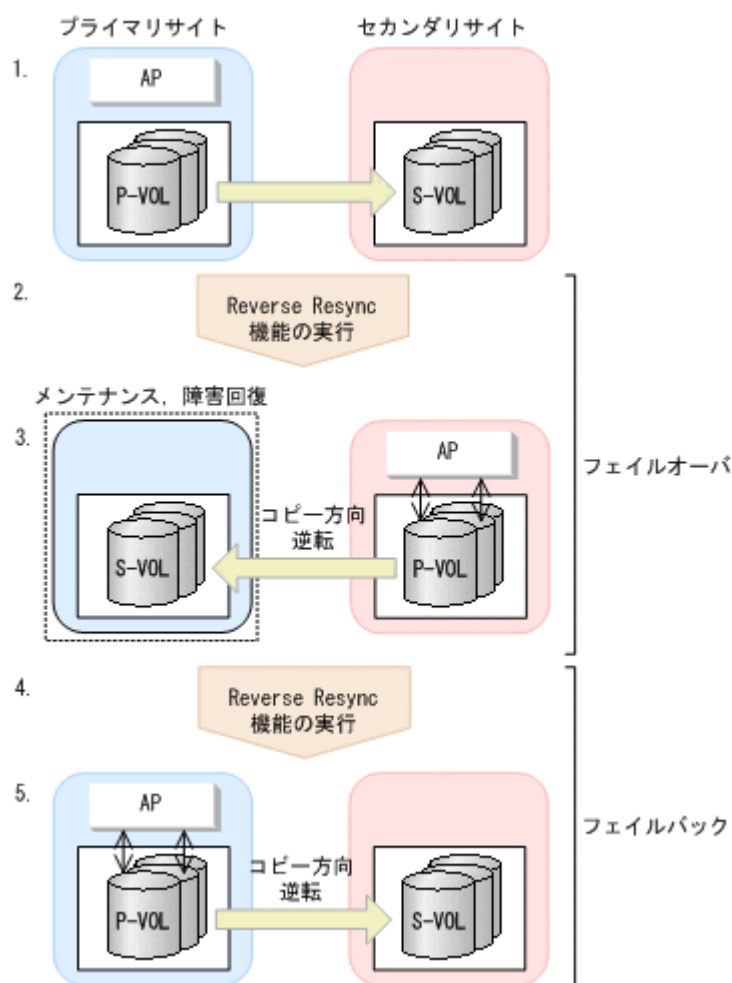 プライマリサイト
セカンダリサイト
1.
AP
P-VOL
S-VOL
2.
Reverse Resync
機能の実行
メンテナンス，障害回復
3.
AP
フェイルオーバ
コピー方向
逆転
S-VOL
P-VOL
4.
Reverse Resync
機能の実行
5.
AP
フェイルバック
コピー方向
逆転
P-VOL
S-VOL